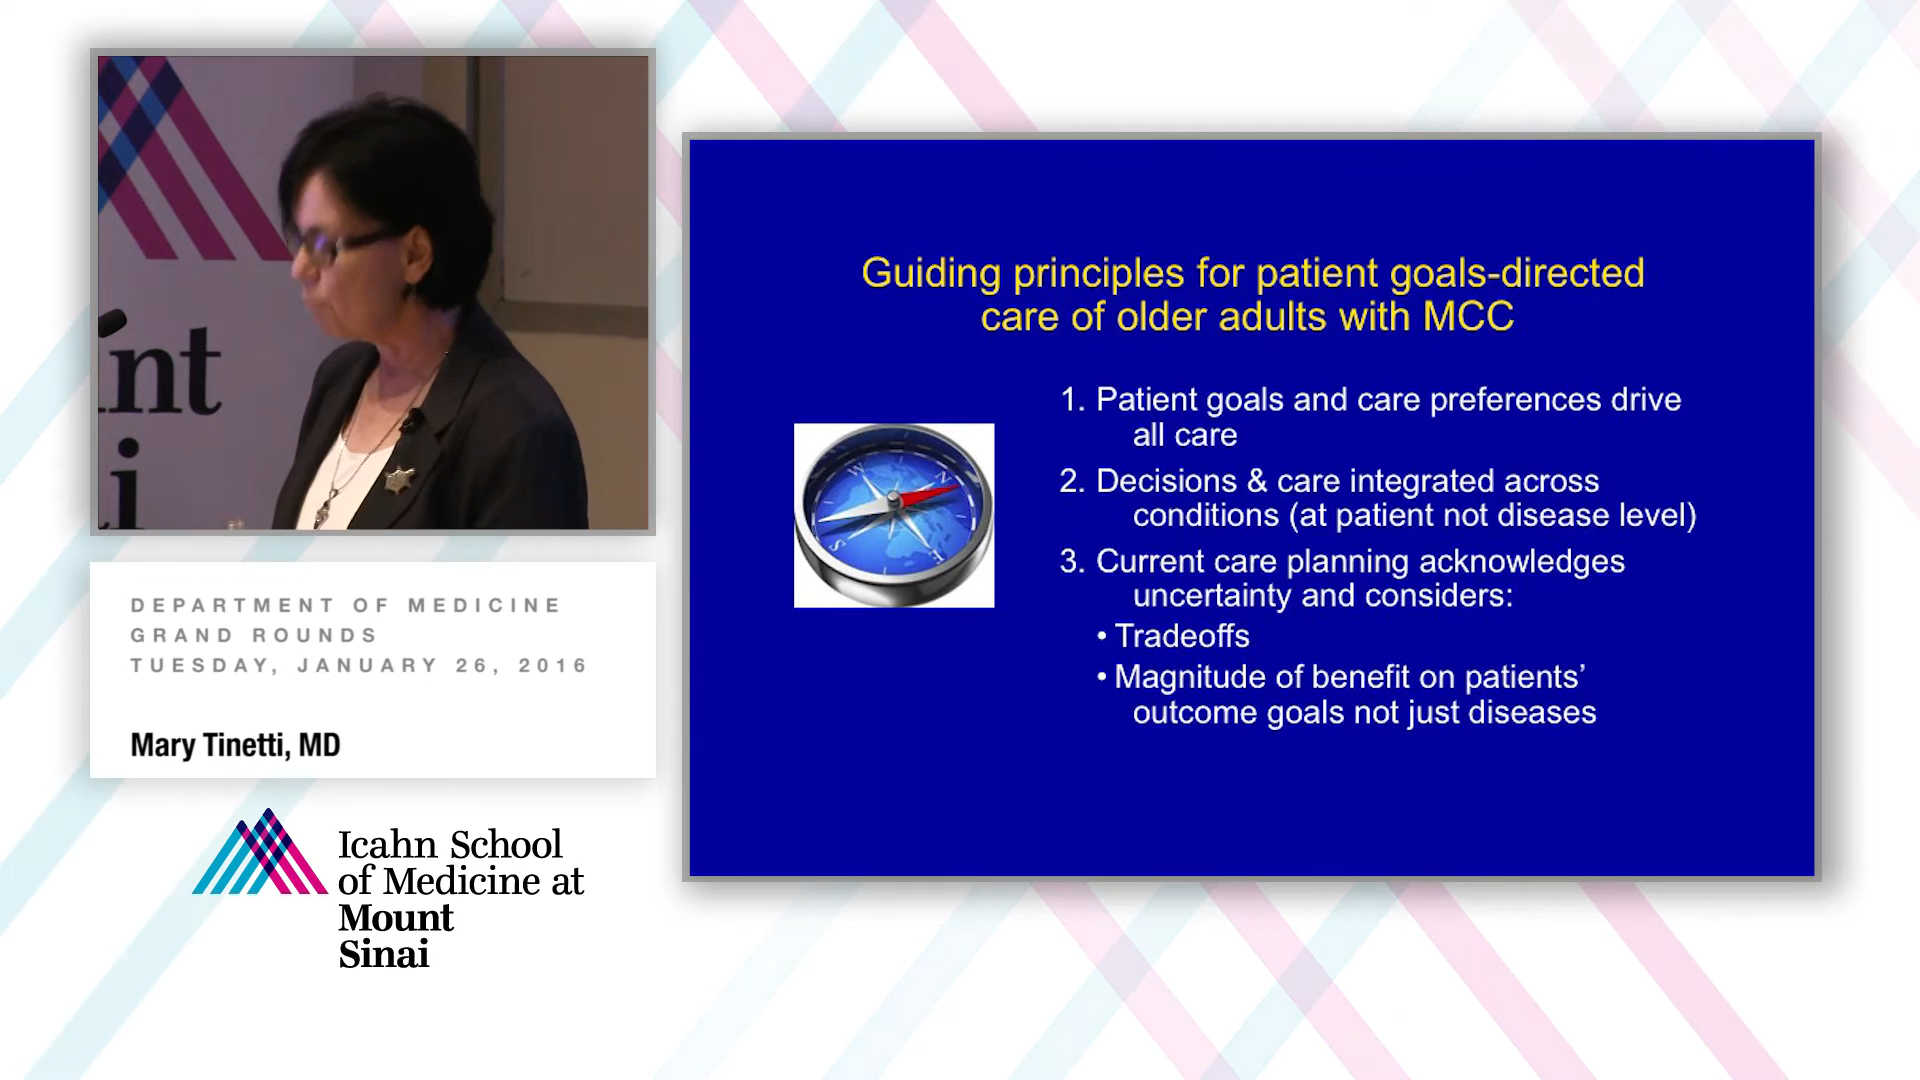 nt
i
DEPARTMENT OF MEDICINE
GRAND ROUNDS
TUESDAY, JANUARY 26, 2016
Mary Tinetti, MD
Icahn School
of Medicine at
Mount
Sinai
Guiding principles for patient goals-directed
care of older adults with MCC
W
N
S
E
1. Patient goals and care preferences drive
all care
2. Decisions & care integrated across
conditions (at patient not disease level)
3. Current care planning acknowledges
uncertainty and considers:
• Tradeoffs
• Magnitude of benefit on patients’
outcome goals not just diseases